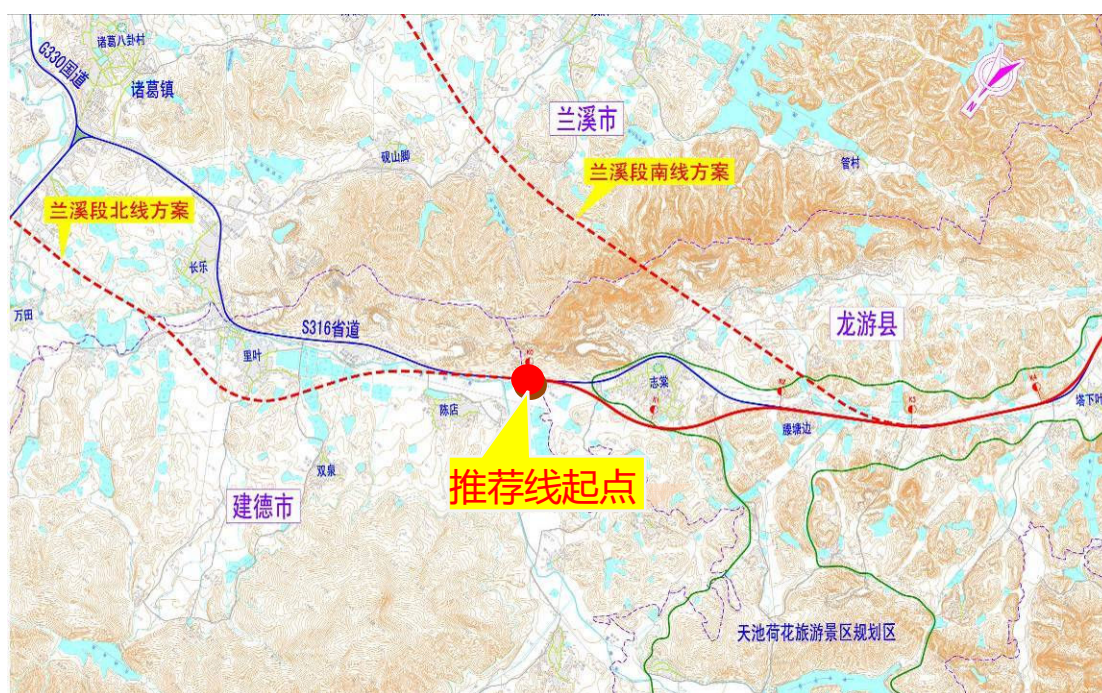 诸葛八卦村
G330国道
诸葛镇
兰溪市
砚山脚
管村
兰溪段南线方案
兰溪段北线方案
长乐
万田
龙游县
S316省道
里叶
志棠
K2
K3
K4
塔下叶
陈店
腰塘边
推荐线起点
双泉
建德市
天池荷花旅游景区规划区
N